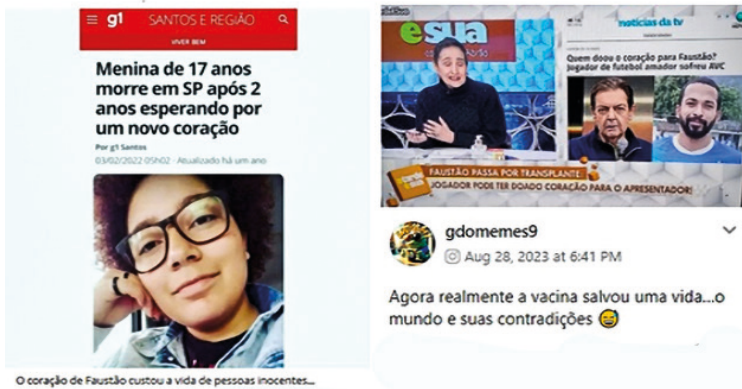 g1
SANTOS E REGIÃO
VIVER BEM
Menina de 17 anos
morre em SP após 2
anos esperando por
um novo coração
Por g1 Santos
03/02/2022 05h02 · Atualizado há um ano
O coração de Faustão custou a vida de pessoas inocentes...
e sua
notícias da tv
Quem doou o coração para Faustão?
Jogador de futebol amador sofreu AVC
FAUSTÃO PASSA POR TRANSPLANTE:
JOGADOR PODE TER DOADO CORAÇÃO PARA O APRESENTADOR!
gdomemes9
Aug 28, 2023 at 6:41 PM
Agora realmente a vacina salvou uma vida...o
mundo e suas contradições 😅